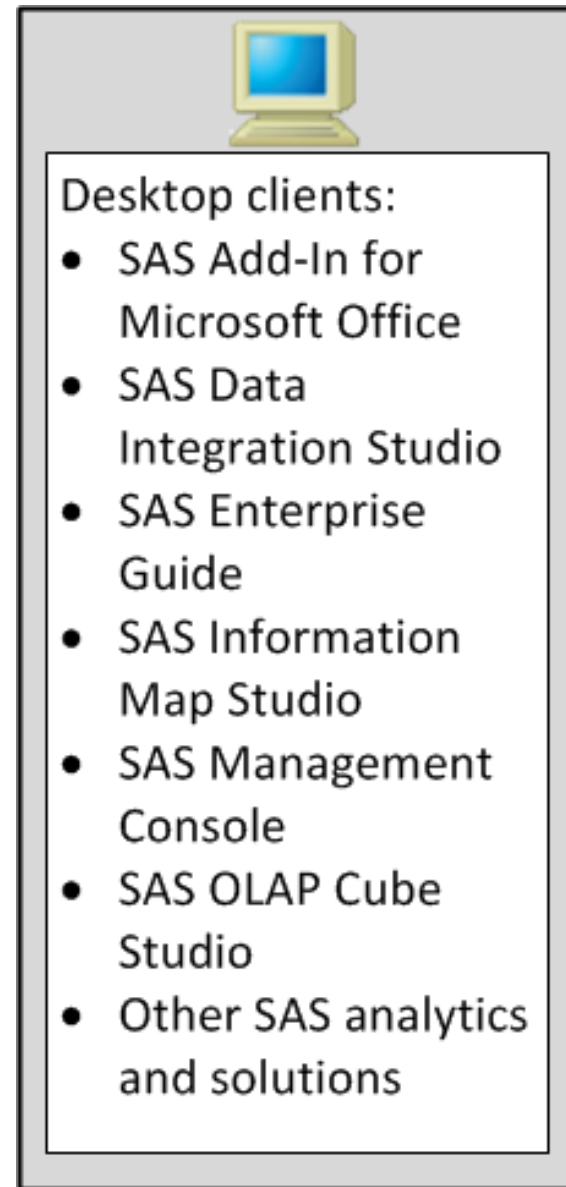 Desktop clients:
• SAS Add-In for
Microsoft Office
• SAS Data
Integration Studio
• SAS Enterprise
Guide
• SAS Information
Map Studio
• SAS Management
Console
• SAS OLAP Cube
Studio
• Other SAS analytics
and solutions